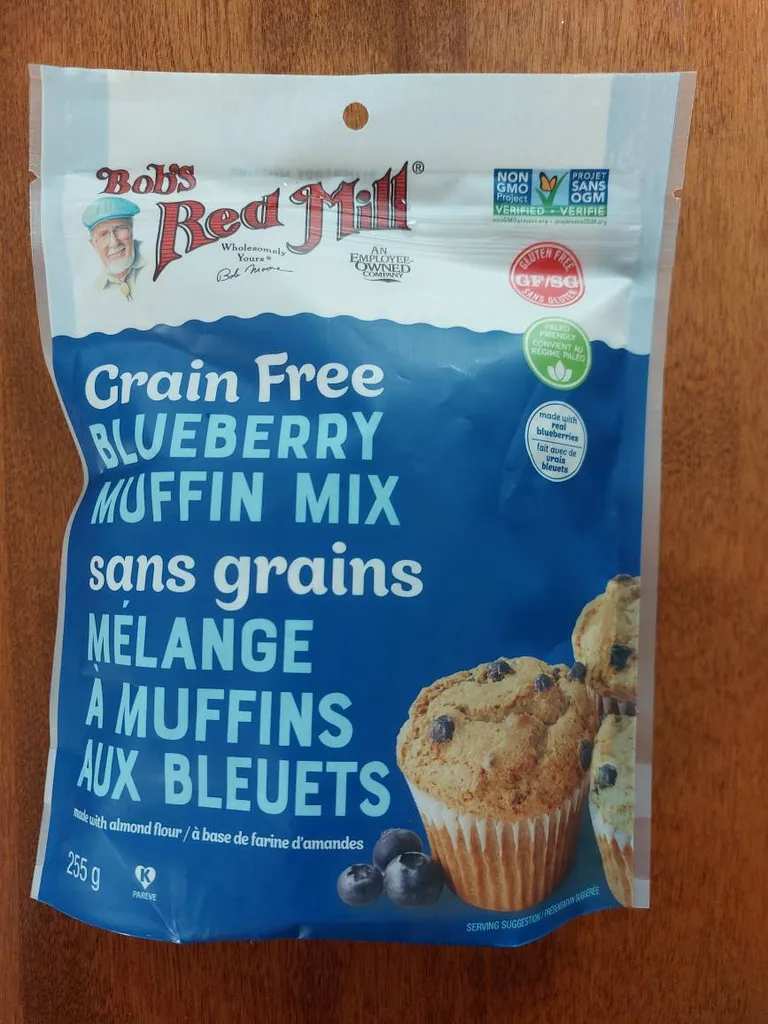 Bob's
Red Mill®
Wholesomely
Yours®
Bob Moore
AN
EMPLOYEE-
OWNED
COMPANY
NON
GMO
Project
PROJET
SANS
OGM
VERIFIED • VERIFIÉ
GLUTEN FREE
GF/SG
SANS GLUTEN
PALEO
FRIENDLY
CONVIENT AU
RÉGIME PALÉO
made with
real
blueberries
fait avec de
vrais
bleuets
Grain Free
BLUEBERRY
MUFFIN MIX
sans grains
MÉLANGE
À MUFFINS
AUX BLEUETS
made with almond flour / à base de farine d'amandes
255 g
K
PAREVE
SERVING SUGGESTION / PRÉSENTATION SUGGÉRÉE